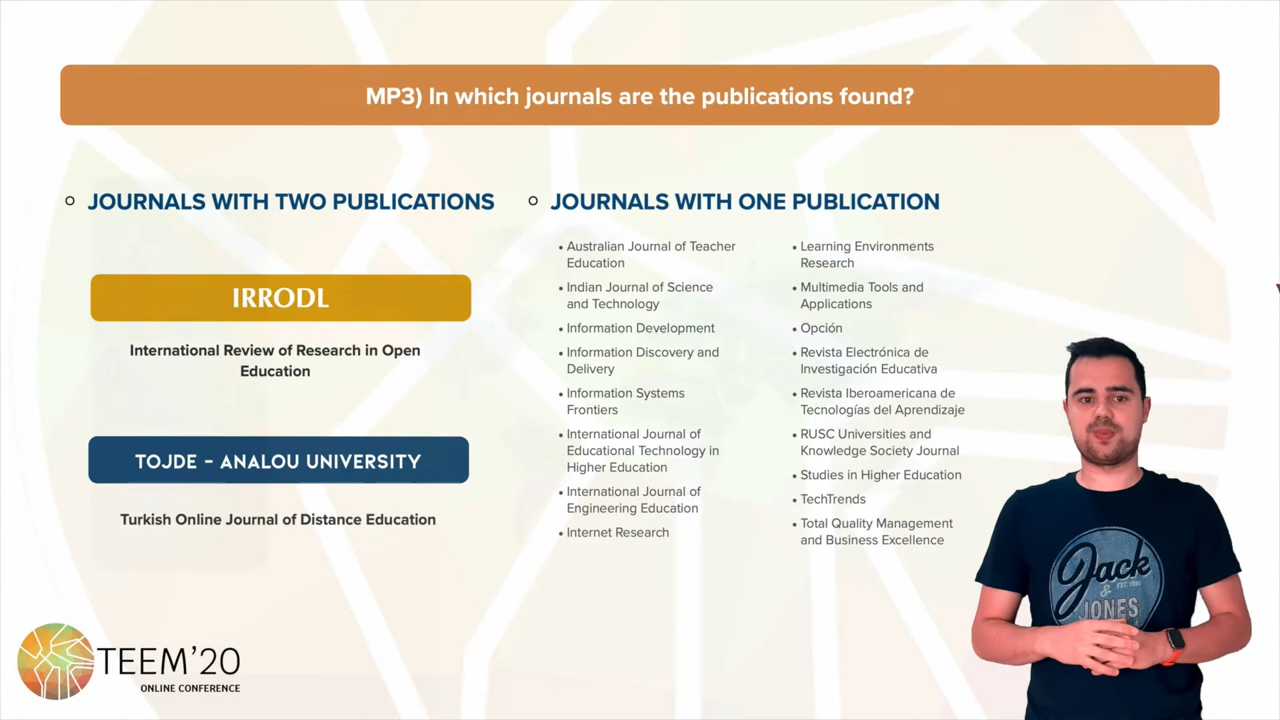 MP3) In which journals are the publications found?
JOURNALS WITH TWO PUBLICATIONS
IRRODL
International Review of Research in Open
Education
TOJDE – ANALOU UNIVERSITY
Turkish Online Journal of Distance Education
JOURNALS WITH ONE PUBLICATION
• Australian Journal of Teacher
Education
• Indian Journal of Science
and Technology
• Information Development
• Information Discovery and
Delivery
• Information Systems
Frontiers
• International Journal of
Educational Technology in
Higher Education
• International Journal of
Engineering Education
• Internet Research
• Learning Environments
Research
• Multimedia Tools and
Applications
• Opción
• Revista Electrónica de
Investigación Educativa
• Revista Iberoamericana de
Tecnologías del Aprendizaje
• RUSC Universities and
Knowledge Society Journal
• Studies in Higher Education
• TechTrends
• Total Quality Management
and Business Excellence
Jack
EST. 1990
&
JONES
TEEM'20
ONLINE CONFERENCE